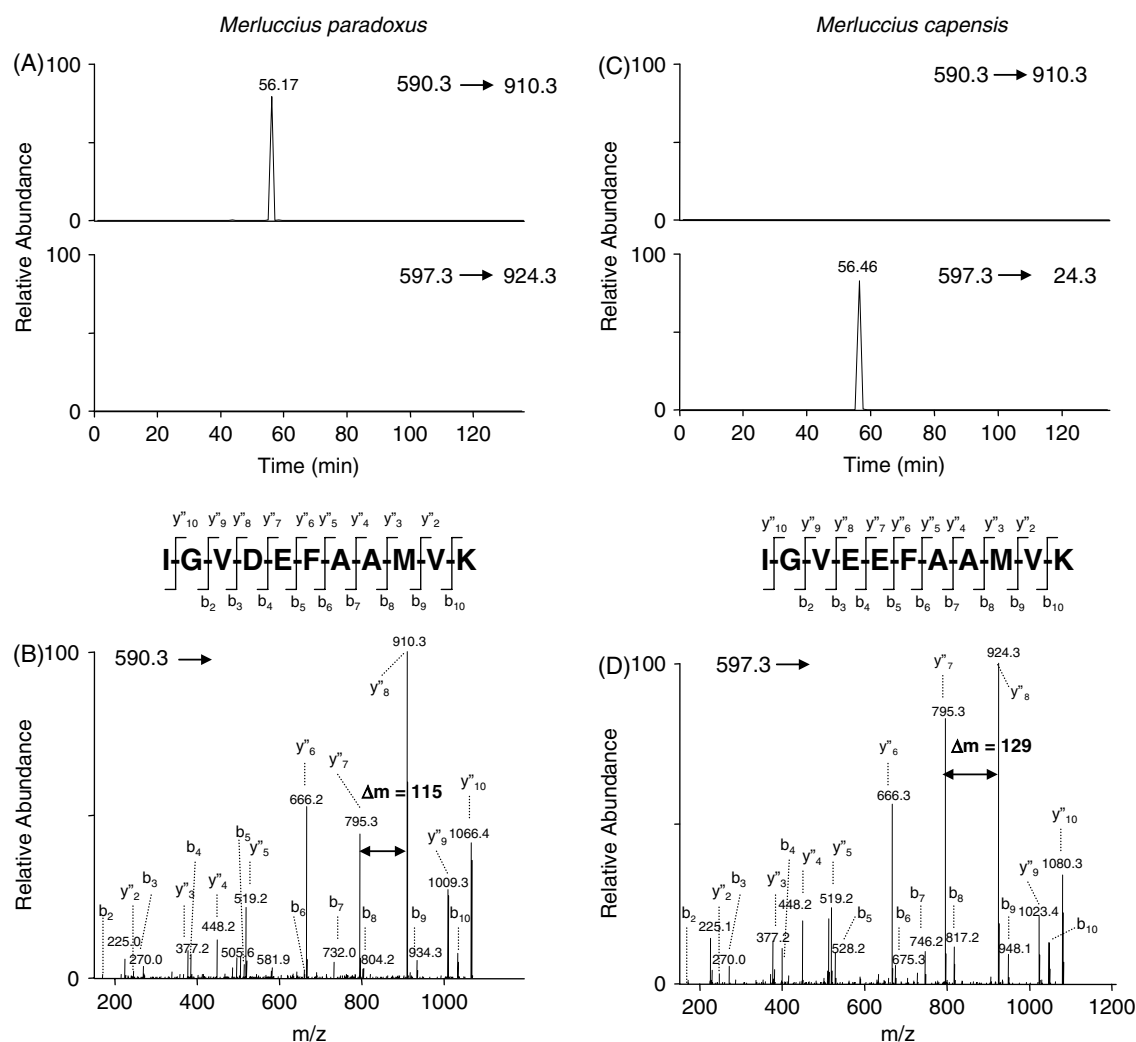 Merluccius paradoxus
Merluccius capensis
(A)
100
56.17
590.3 → 910.3
0
100
597.3 → 924.3
0
Relative Abundance
Relative Abundance
0 20 40 60 80 100 120
Time (min)
(C)
100
590.3 → 910.3
0
100
56.46
597.3 → 24.3
0
Relative Abundance
Relative Abundance
0 20 40 60 80 100 120
Time (min)
y"10 y"9 y"8 y"7 y"6 y"5 y"4 y"3 y"2
I-G-V-D-E-F-A-A-M-V-K
b2 b3 b4 b5 b6 b7 b8 b9 b10
y"10 y"9 y"8 y"7 y"6 y"5 y"4 y"3 y"2
I-G-V-E-E-F-A-A-M-V-K
b2 b3 b4 b5 b6 b7 b8 b9 b10
(B)
100
590.3 →
910.3
y"8
y"6
y"7
666.2
Δm = 115
795.3
y"10
1066.4
b5
y"5
b4
y"9
1009.3
b3
y"3
y"4
519.2
b2
y"2
448.2
b6
b7
b8
b9
b10
225.0
377.2
505.6
270.0
581.9
732.0
804.2
934.3
0
Relative Abundance
200 400 600 800 1000
m/z
(D)
100
597.3 →
924.3
y"7
y"8
795.3
Δm = 129
y"6
666.3
y"10
1080.3
b4
y"5
y"4
b3
y"3
519.2
448.2
y"9
1023.4
b2
y"2
b5
b7
b8
b6
b9
b10
225.1
377.2
528.2
746.2
817.2
270.0
675.3
948.1
0
Relative Abundance
200 400 600 800 1000 1200
m/z